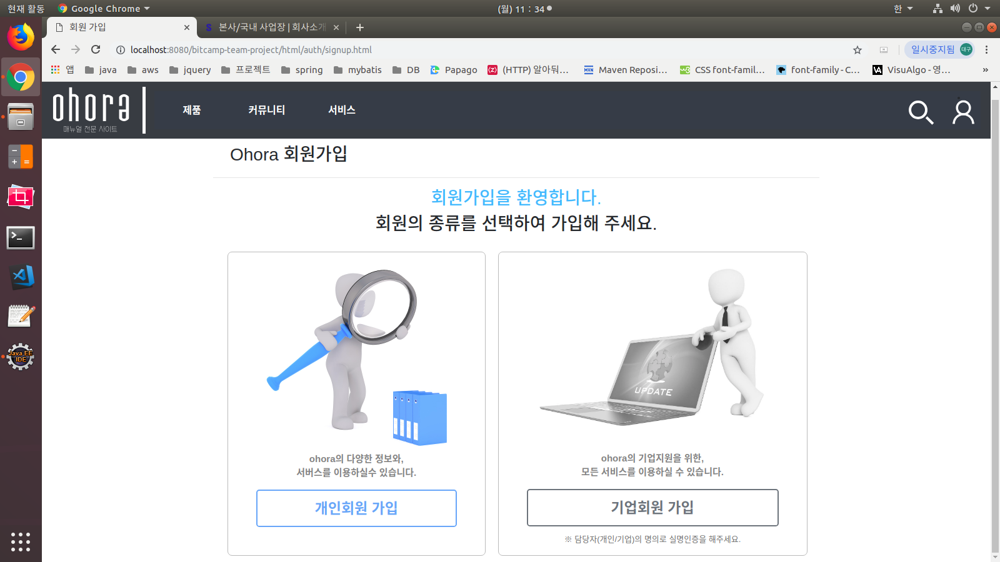 현재 활동 Google Chrome (월) 11 : 34 한
회원 가입 본사/국내 사업장 | 회사소개
localhost:8080/bitcamp-team-project/html/auth/signup.html 일시중지됨 대구
앱 java aws jquery 프로젝트 spring mybatis DB Papago (HTTP) 알아둬... Maven Reposi... CSS font-famil... font-family - C... VisuAlgo - 영... »
ohora 제품 커뮤니티 서비스
매뉴얼 전문 사이트
Ohora 회원가입
회원가입을 환영합니다.
회원의 종류를 선택하여 가입해 주세요.
UPDATE
ohora의 다양한 정보와,
서버스를 이용하실수 있습니다.
개인회원 가입
ohora의 기업지원을 위한,
모든 서비스를 이용하실 수 있습니다.
기업회원 가입
※ 담당자(개인/기업)의 명의로 실명인증을 해주세요.
Java EE
IDE